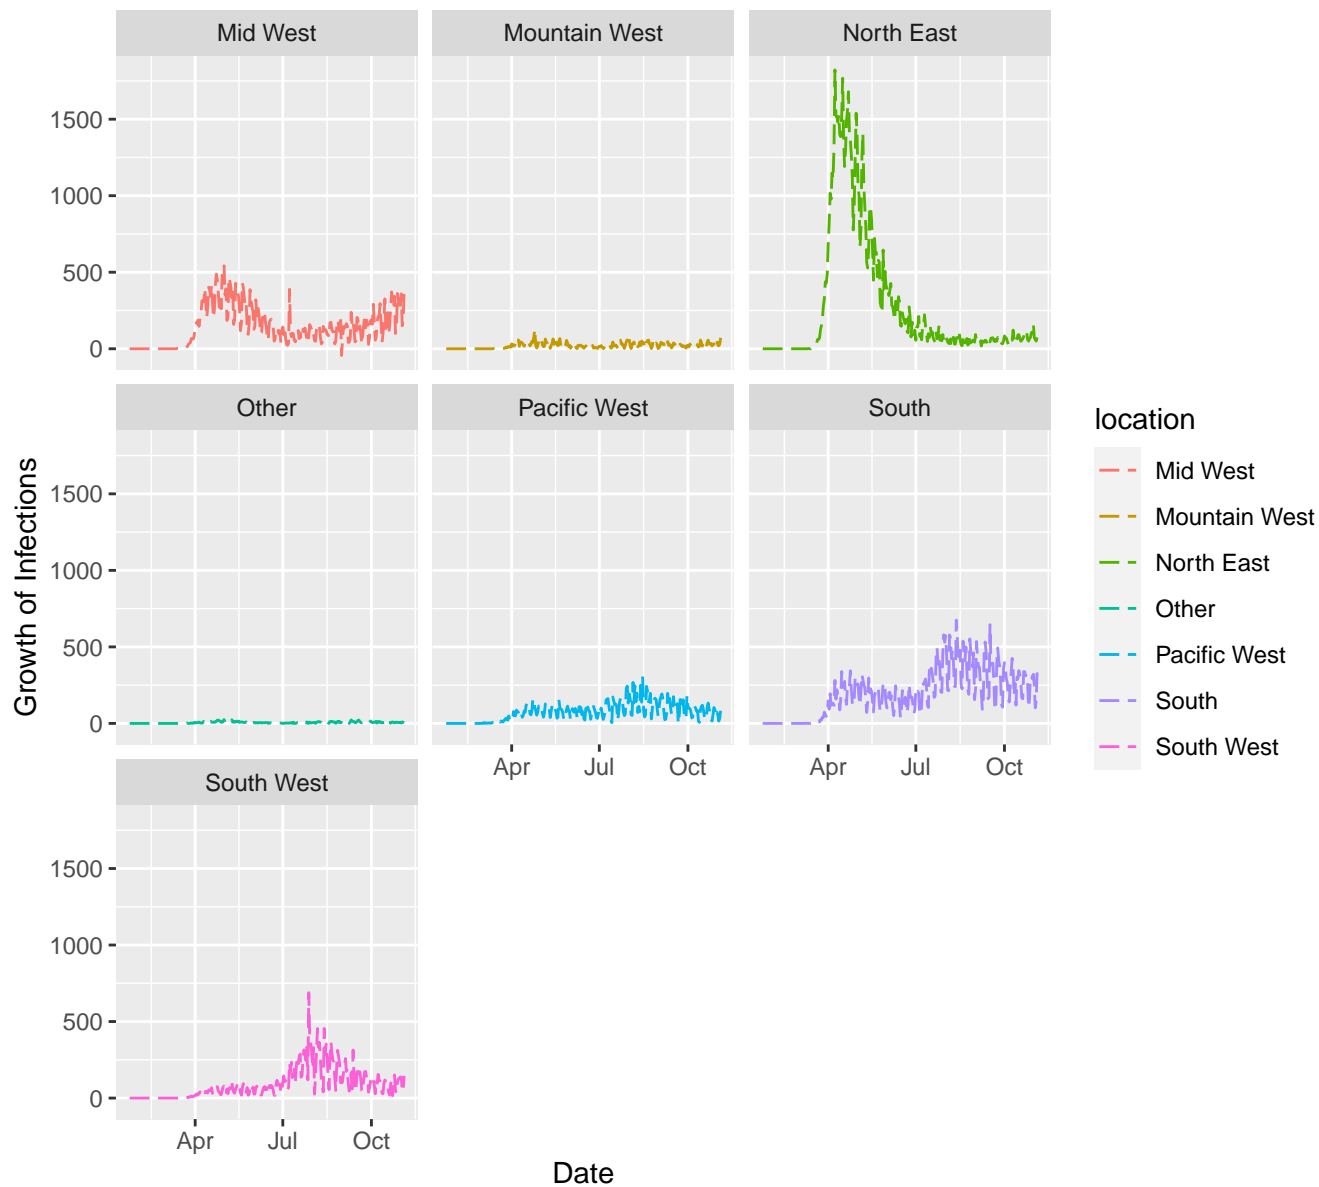 Mid West
Mountain West
North East
1500
1000
500
0
Other
Pacific West
South
1500
1000
500
0
Apr
Jul
Oct
Apr
Jul
Oct
South West
1500
1000
500
0
Apr
Jul
Oct
Date
Growth of Infections
location
Mid West
Mountain West
North East
Other
Pacific West
South
South West